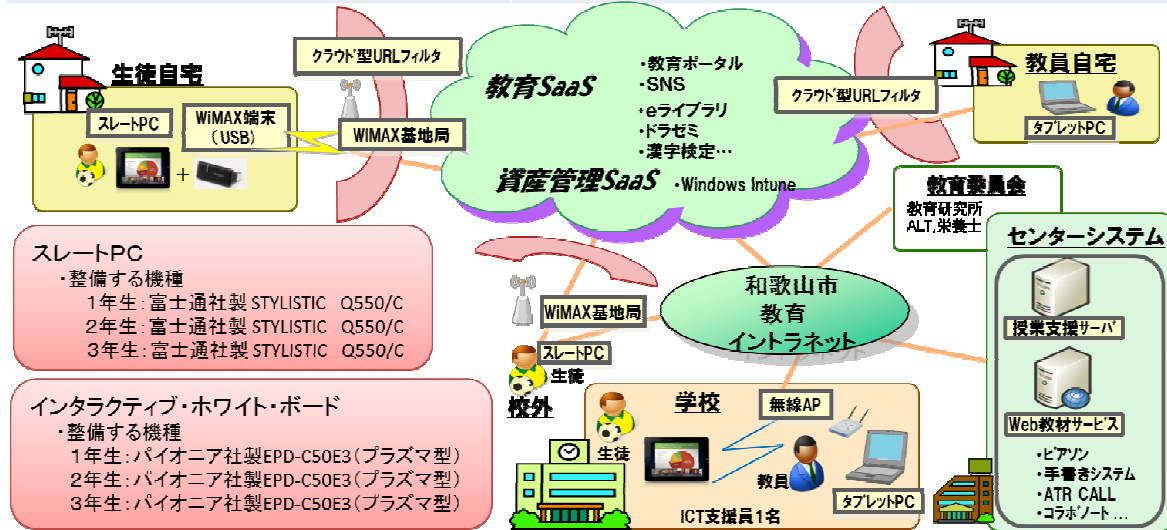 生徒自宅
スレートPC
WiMAX端末
(USB)
+
クラウド型URLフィルタ
WIMAX基地局
教育SaaS
・教育ポータル
・SNS
・eライブラリ
・ドラゼミ
・漢字検定…
資産管理SaaS
・Windows Intune
クラウド型URLフィルタ
教員自宅
タブレットPC
教育委員会
教育研究所
ALT,栄養士
センターシステム
授業支援サーバ
Web教材サービス
・ピアソン
・手書きシステム
・ATR CALL
・コラボノート…
スレートPC
・整備する機種
1年生：富士通社製 STYLISTIC Q550/C
2年生：富士通社製 STYLISTIC Q550/C
3年生：富士通社製 STYLISTIC Q550/C
インタラクティブ・ホワイト・ボード
・整備する機種
1年生：パイオニア社製EPD-C50E3（プラズマ型）
2年生：パイオニア社製EPD-C50E3（プラズマ型）
3年生：パイオニア社製EPD-C50E3（プラズマ型）
WiMAX基地局
スレートPC
生徒
校外
和歌山市
教育
イントラネット
学校
無線AP
生徒
教員
タブレットPC
ICT支援員1名